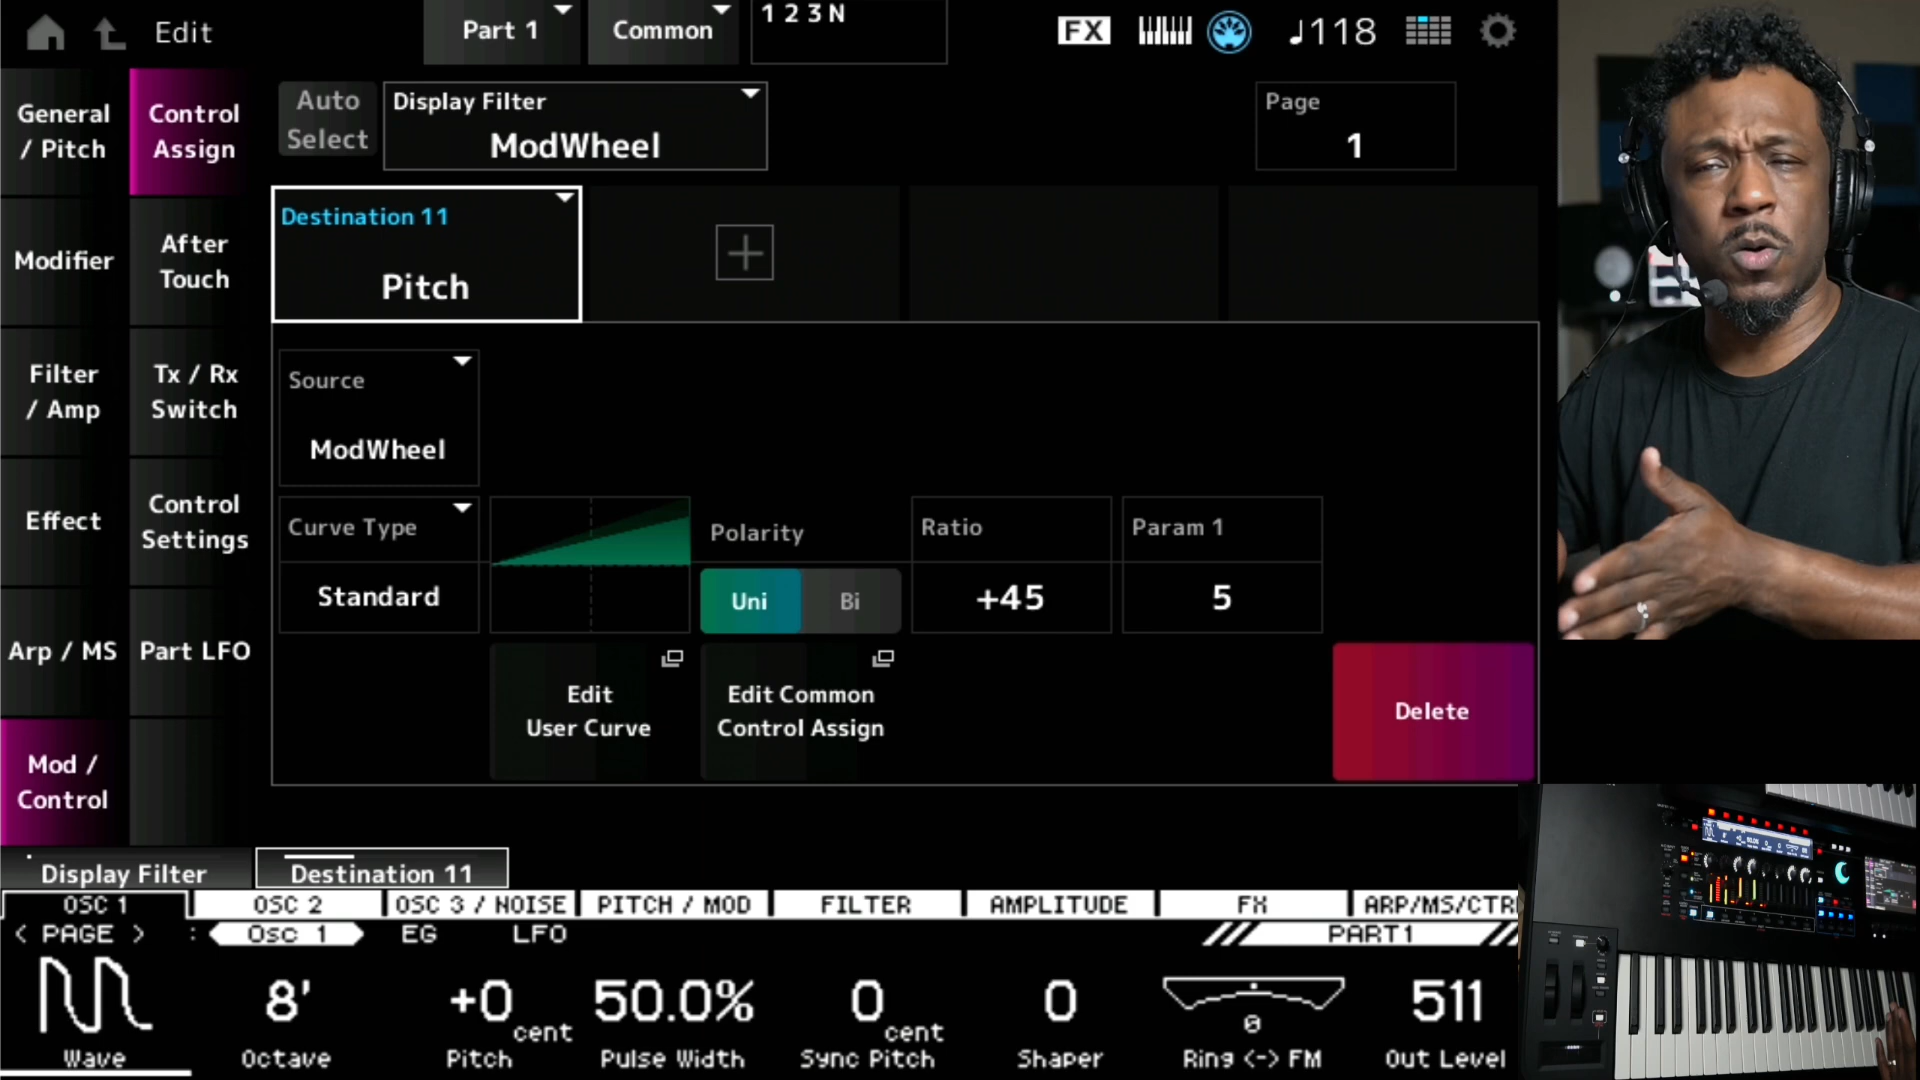 Edit
Part 1
Common
1 2 3 N
FX
♩118
General
/ Pitch
Control
Assign
Auto
Select
Display Filter
ModWheel
Page
1
Modifier
After
Touch
Destination 11
Pitch
Filter
/ Amp
Tx / Rx
Switch
Source
ModWheel
Effect
Control
Settings
Curve Type
Standard
Polarity
Uni
Bi
Ratio
+45
Param 1
5
Arp / MS
Part LFO
Edit
User Curve
Edit Common
Control Assign
Delete
Mod /
Control
Display Filter
Destination 11
OSC 1
OSC 2
OSC 3 / NOISE
PITCH / MOD
FILTER
AMPLITUDE
FX
ARP/MS/CTR
< PAGE > :
Osc 1
EG
LFO
PART1
8'
+0 cent
50.0%
0 cent
0
0
511
Wave
Octave
Pitch
Pulse Width
Sync Pitch
Shaper
Ring <-> FM
Out Level